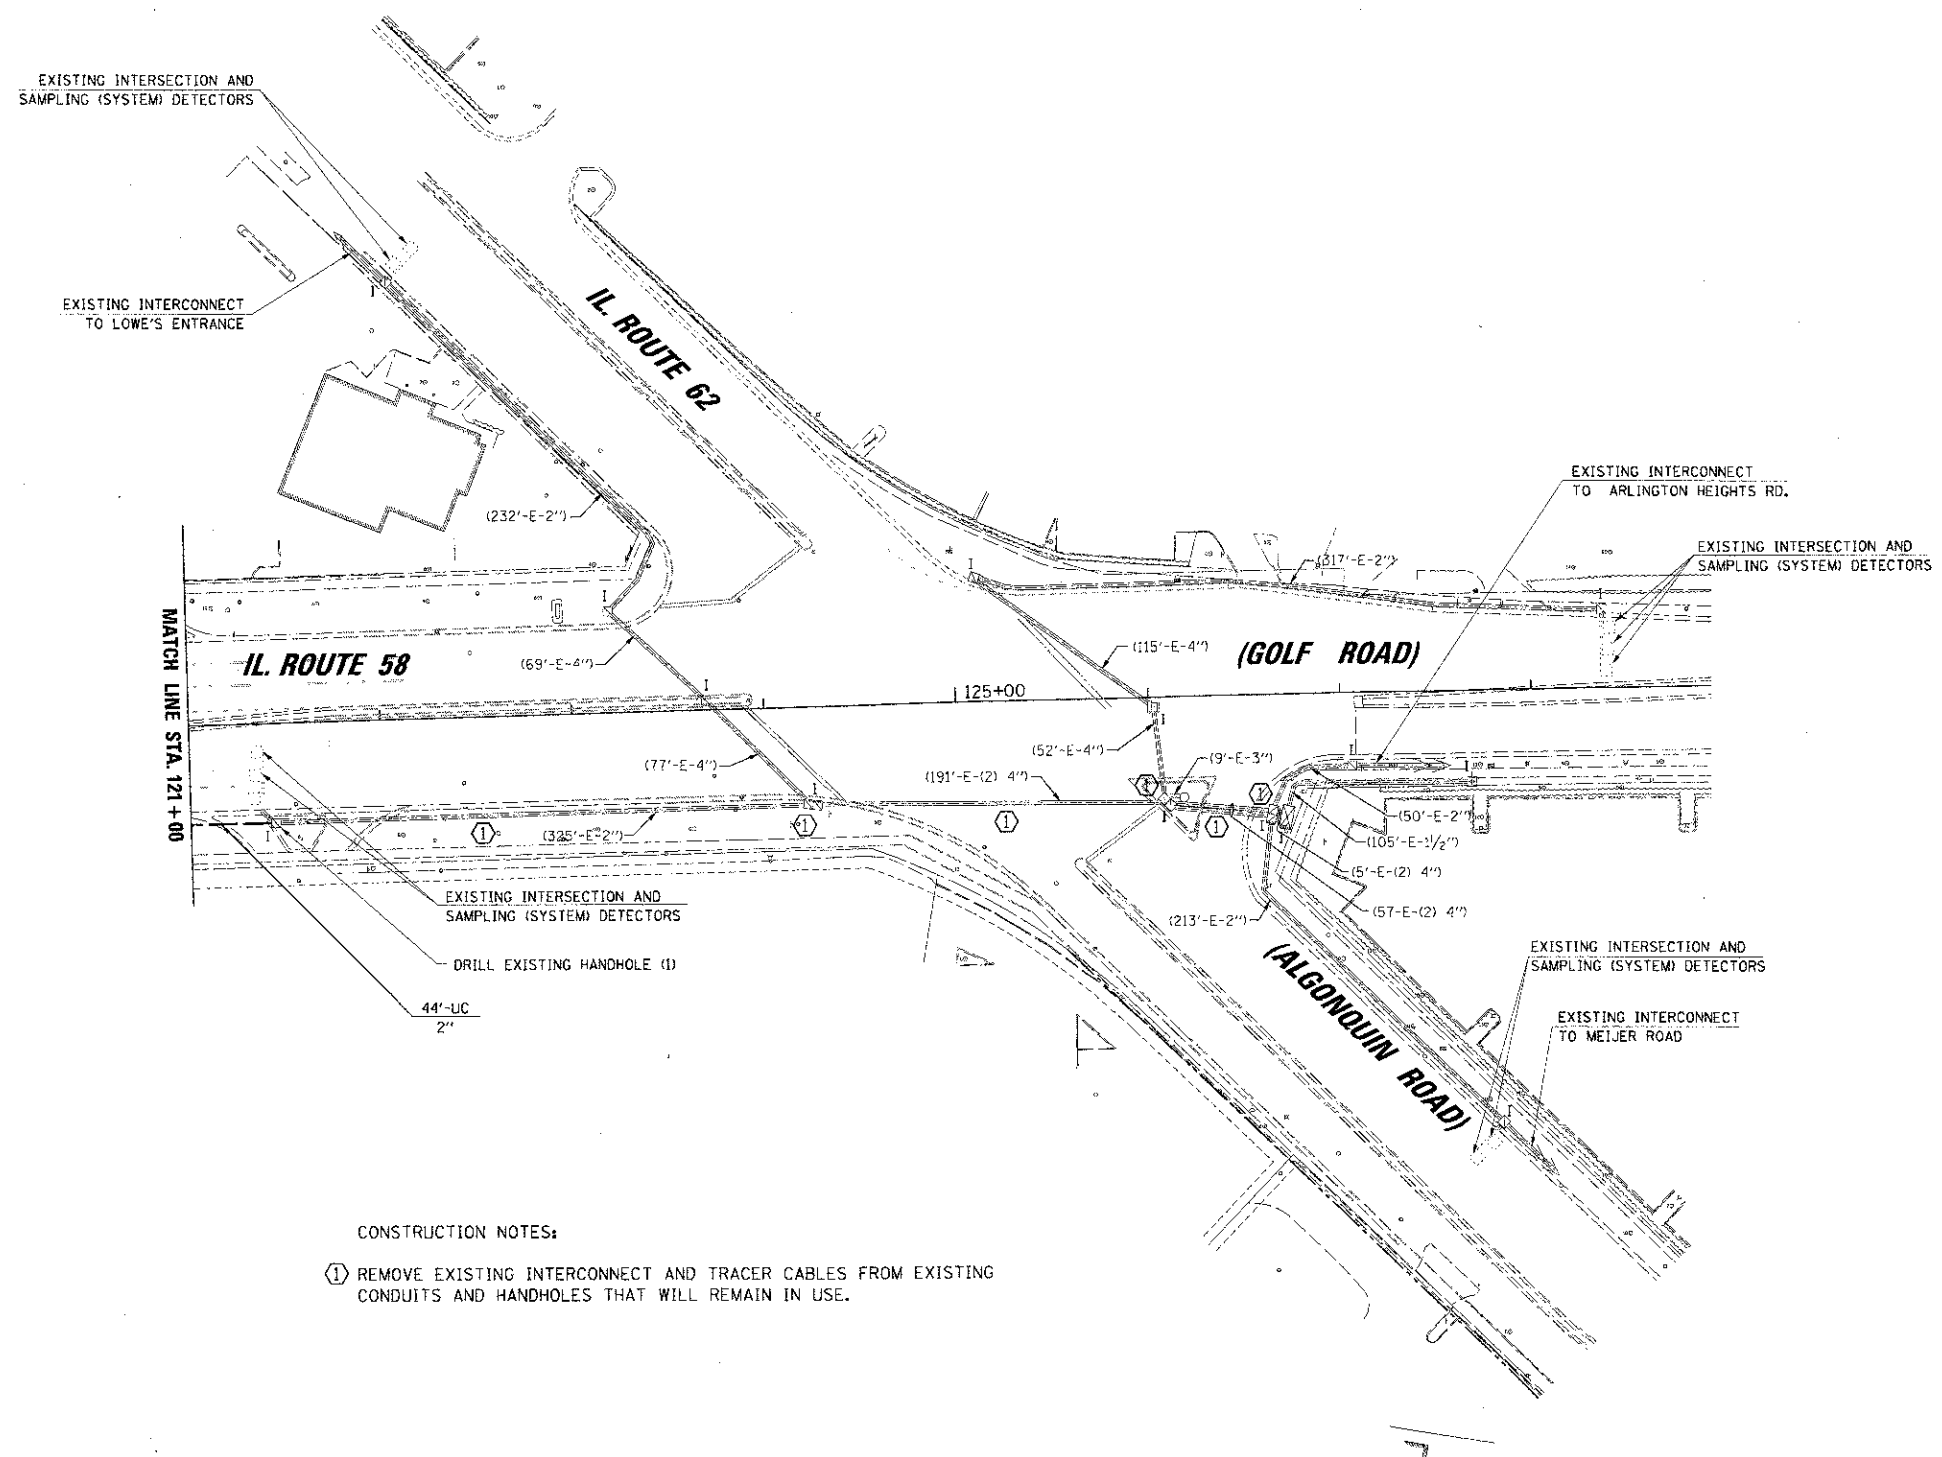 EXISTING INTERSECTION AND
SAMPLING (SYSTEM) DETECTORS
EXISTING INTERCONNECT
TO LOWE'S ENTRANCE
IL. ROUTE 62
(232'-E-2")
EXISTING INTERCONNECT
TO ARLINGTON HEIGHTS RD.
EXISTING INTERSECTION AND
SAMPLING (SYSTEM) DETECTORS
(317'-E-2")
MATCH LINE STA. 121+00
IL. ROUTE 58
(69'-E-4")
(115'-E-4")
(GOLF ROAD)
125+00
(77'-E-4")
(52'-E-4")
(191'-E-(2) 4")
(9'-E-3")
1
1
1
1
1
(325'-E-2")
(50'-E-2")
(105'-E-1/2")
(5'-E-(2) 4")
(57-E-(2) 4")
(213'-E-2")
EXISTING INTERSECTION AND
SAMPLING (SYSTEM) DETECTORS
DRILL EXISTING HANDHOLE (1)
44'-UC
2"
(ALGONQUIN ROAD)
EXISTING INTERSECTION AND
SAMPLING (SYSTEM) DETECTORS
EXISTING INTERCONNECT
TO MEIJER ROAD
CONSTRUCTION NOTES:
1 REMOVE EXISTING INTERCONNECT AND TRACER CABLES FROM EXISTING
CONDUITS AND HANDHOLES THAT WILL REMAIN IN USE.